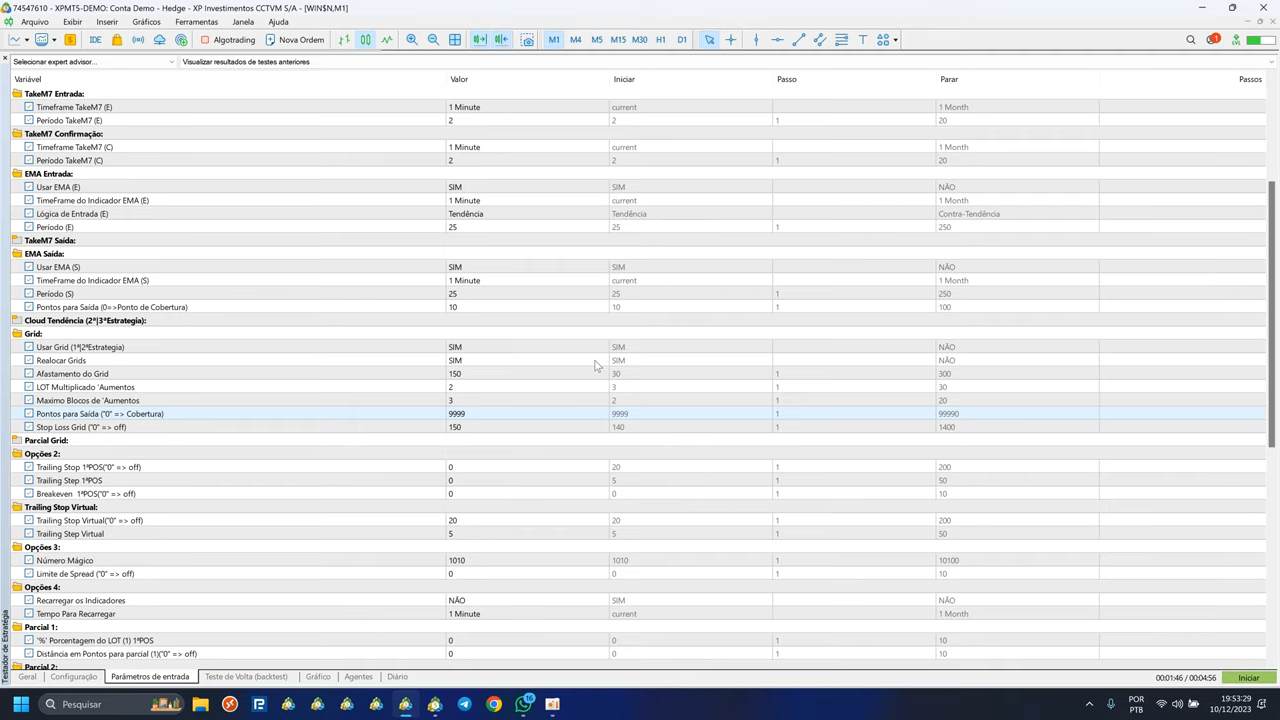 74547610 - XPMT5-DEMO: Conta Demo - Hedge - XP Investimentos CCTVM S/A - [WIN$N,M1]
Arquivo Exibir Inserir Gráficos Ferramentas Janela Ajuda
IDE Algotrading Nova Ordem M1 M4 M5 M15 M30 H1 D1 1 LVL
Selecionar expert advisor... Visualizar resultados de testes anteriores
Variável Valor Iniciar Passo Parar Passos
TakeM7 Entrada:
Timeframe TakeM7 (E) 1 Minute current 1 Month
Período TakeM7 (E) 2 2 1 20
TakeM7 Confirmação:
Timeframe TakeM7 (C) 1 Minute current 1 Month
Período TakeM7 (C) 2 2 1 20
EMA Entrada:
Usar EMA (E) SIM SIM NÃO
TimeFrame do Indicador EMA (E) 1 Minute current 1 Month
Lógica de Entrada (E) Tendência Tendência Contra-Tendência
Período (E) 25 25 1 250
TakeM7 Saída:
EMA Saída:
Usar EMA (S) SIM SIM NÃO
TimeFrame do Indicador EMA (S) 1 Minute current 1 Month
Período (S) 25 25 1 250
Pontos para Saída (0=>Ponto de Cobertura) 10 10 1 100
Cloud Tendência (2ª|3ªEstrategia):
Grid:
Usar Grid (1ª|2ªEstrategia) SIM SIM NÃO
Realocar Grids SIM SIM NÃO
Afastamento do Grid 150 30 1 300
LOT Multiplicado 'Aumentos 2 3 1 30
Maximo Blocos de 'Aumentos 3 2 1 20
Pontos para Saída ("0" => Cobertura) 9999 9999 1 99990
Stop Loss Grid ("0" => off) 150 140 1 1400
Parcial Grid:
Opções 2:
Trailing Stop 1ªPOS("0" => off) 0 20 1 200
Trailing Step 1ªPOS 0 5 1 50
Breakeven 1ªPOS("0" => off) 0 0 1 10
Trailing Stop Virtual:
Trailing Stop Virtual("0" => off) 20 20 1 200
Trailing Step Virtual 5 5 1 50
Opções 3:
Número Mágico 1010 1010 1 10100
Limite de Spread ("0" => off) 0 0 1 10
Opções 4:
Recarregar os Indicadores NÃO SIM NÃO
Tempo Para Recarregar 1 Minute current 1 Month
Parcial 1:
'%' Porcentagem do LOT (1) 1ªPOS 0 0 1 10
Distância em Pontos para parcial (1)("0" => off) 0 0 1 10
Parcial 2:
Testador de Estratégia
Geral Configuração Parâmetros de entrada Teste de Volta (backtest) Gráfico Agentes Diário 00:01:46 / 00:04:56 Iniciar
Pesquisar 16 POR 19:53:29
PTB 10/12/2023